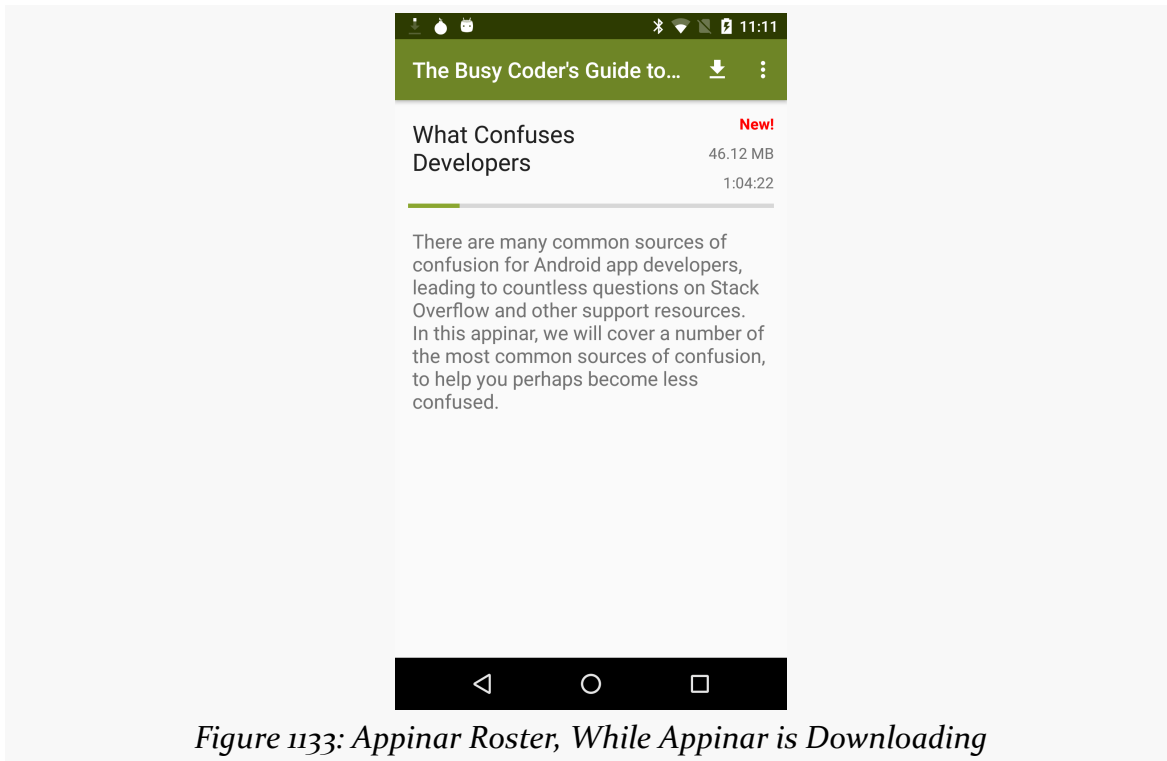 11:11
The Busy Coder's Guide to...
What Confuses
Developers
New!
46.12 MB
1:04:22
There are many common sources of
confusion for Android app developers,
leading to countless questions on Stack
Overflow and other support resources.
In this appinar, we will cover a number of
the most common sources of confusion,
to help you perhaps become less
confused.
Figure 1133: Appinar Roster, While Appinar is Downloading